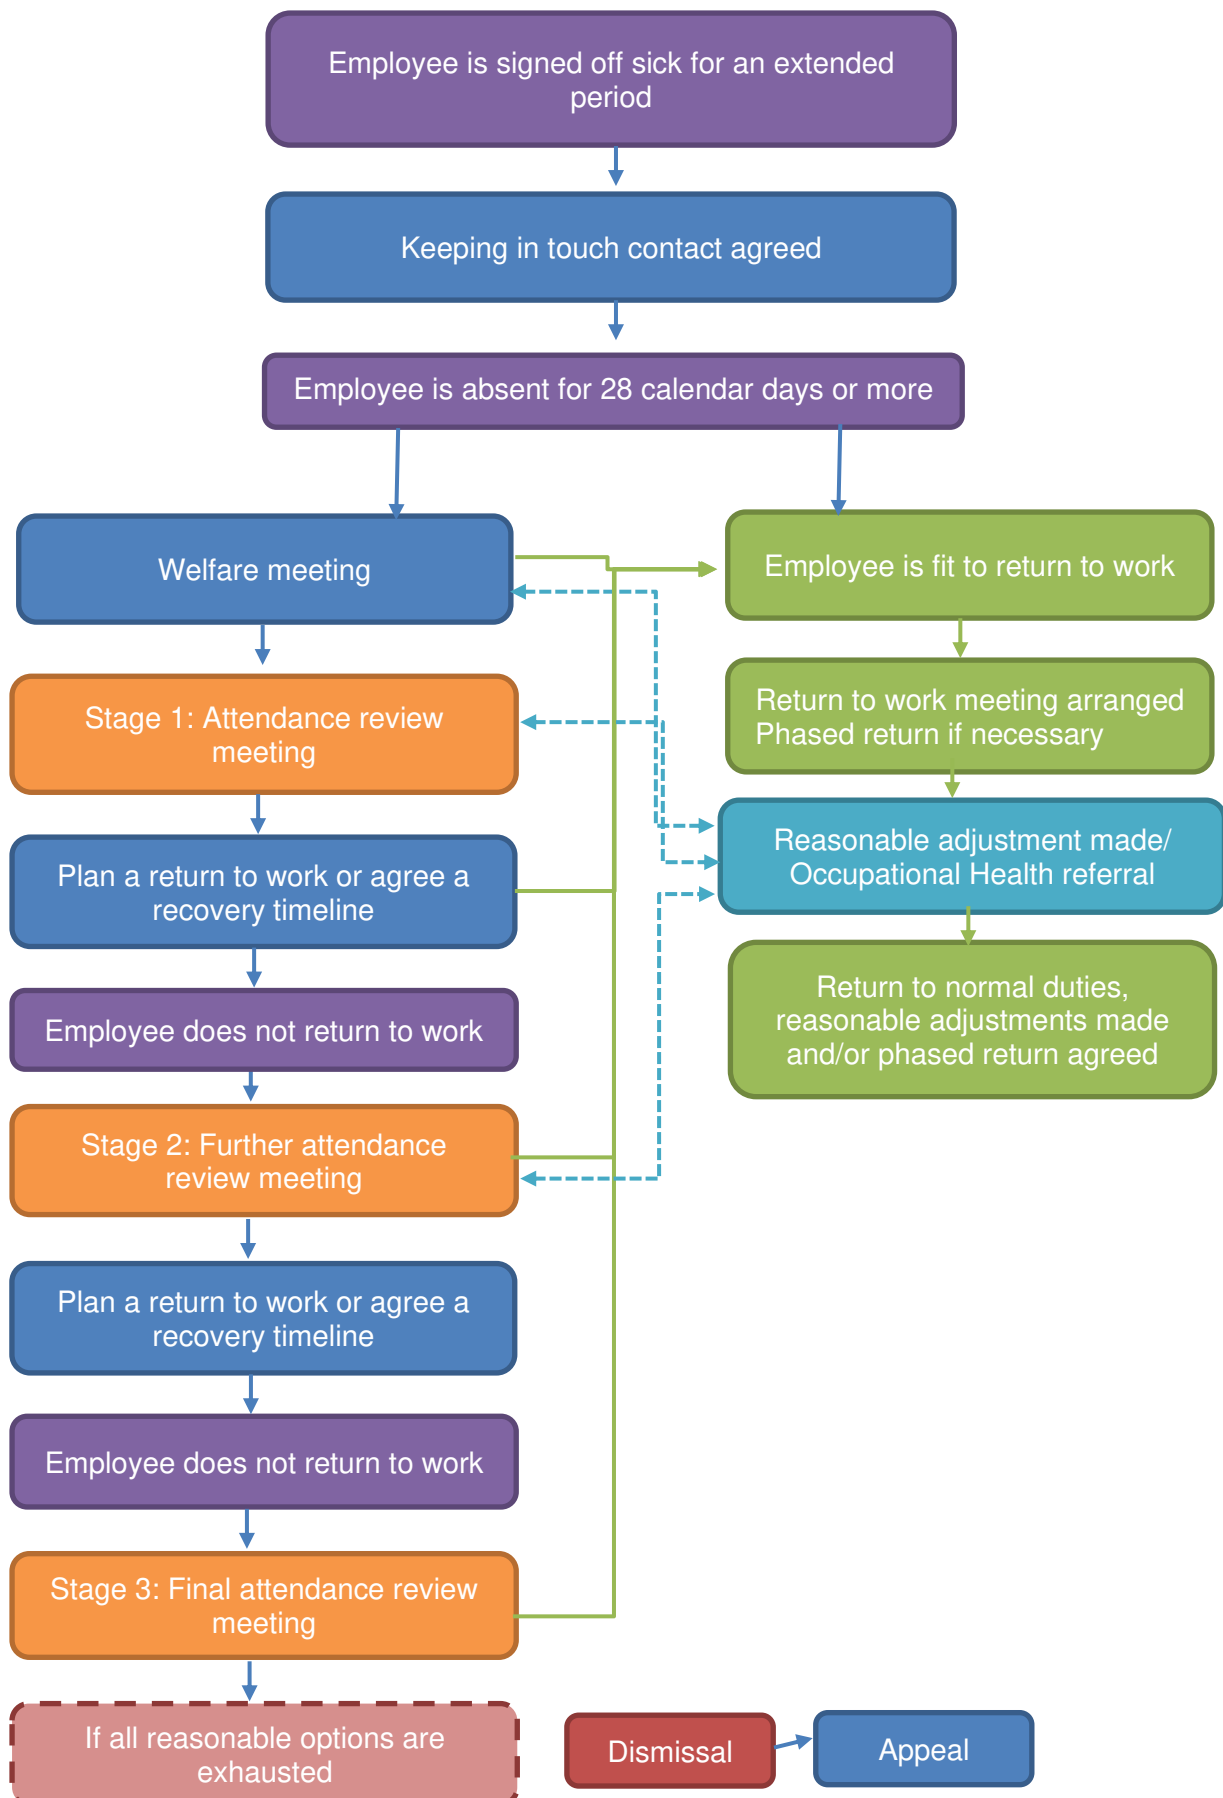 Employee is signed off sick for an extended
period
Keeping in touch contact agreed
Employee is absent for 28 calendar days or more
Welfare meeting
Stage 1: Attendance review
meeting
Plan a return to work or agree a
recovery timeline
Employee does not return to work
Stage 2: Further attendance
review meeting
Plan a return to work or agree a
recovery timeline
Employee does not return to work
Stage 3: Final attendance review
meeting
If all reasonable options are
exhausted
Dismissal
Appeal
Employee is fit to return to work
Return to work meeting arranged
Phased return if necessary
Reasonable adjustment made/
Occupational Health referral
Return to normal duties,
reasonable adjustments made
and/or phased return agreed